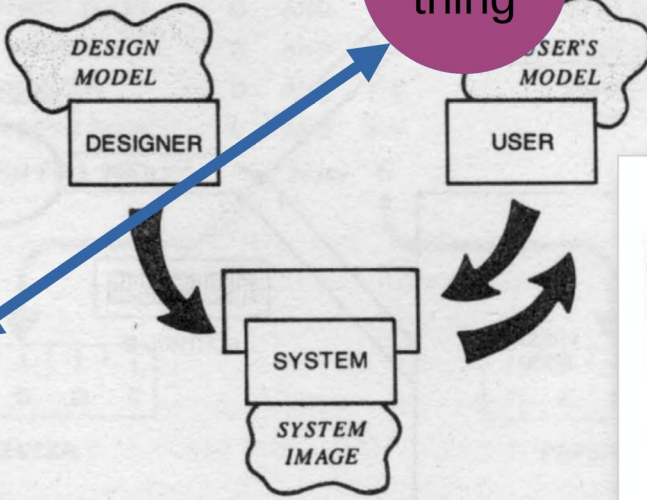 thing
DESIGN
MODEL
USER'S
MODEL
DESIGNER
USER
SYSTEM
SYSTEM
IMAGE